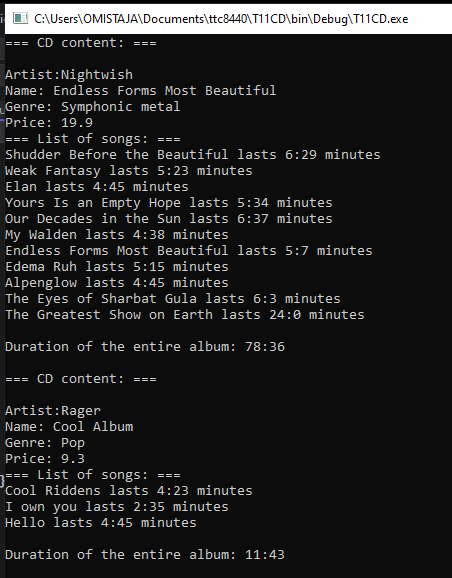 C:\Users\OMISTAJA\Documents\ttc8440\T11CD\bin\Debug\T11CD.exe
=== CD content: ===
Artist:Nightwish
Name: Endless Forms Most Beautiful
Genre: Symphonic metal
Price: 19.9
=== List of songs: ===
Shudder Before the Beautiful lasts 6:29 minutes
Weak Fantasy lasts 5:23 minutes
Elan lasts 4:45 minutes
Yours Is an Empty Hope lasts 5:34 minutes
Our Decades in the Sun lasts 6:37 minutes
My Walden lasts 4:38 minutes
Endless Forms Most Beautiful lasts 5:7 minutes
Edema Ruh lasts 5:15 minutes
Alpenglow lasts 4:45 minutes
The Eyes of Sharbat Gula lasts 6:3 minutes
The Greatest Show on Earth lasts 24:0 minutes
Duration of the entire album: 78:36
=== CD content: ===
Artist:Rager
Name: Cool Album
Genre: Pop
Price: 9.3
=== List of songs: ===
Cool Riddens lasts 4:23 minutes
I own you lasts 2:35 minutes
Hello lasts 4:45 minutes
Duration of the entire album: 11:43